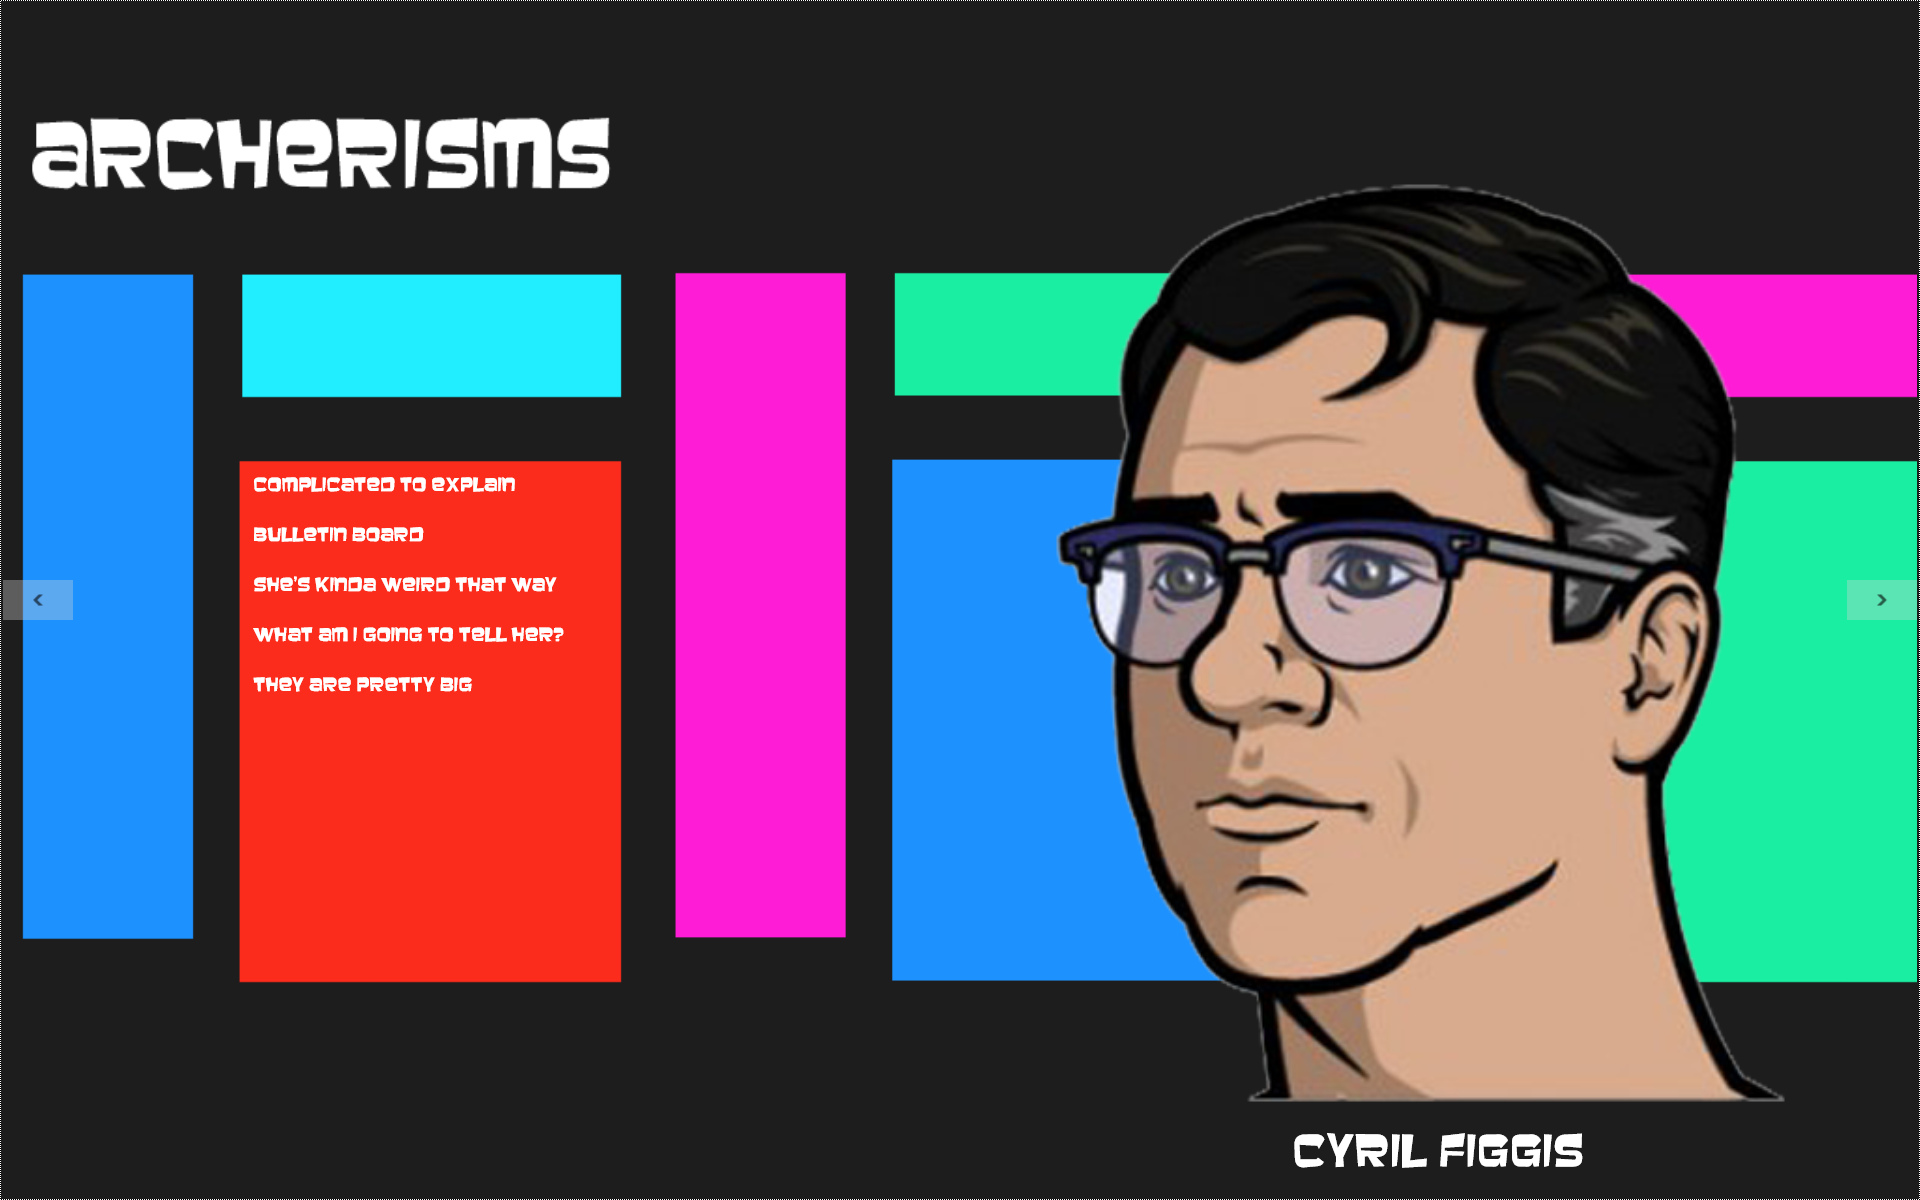 ARCHERISMS
COMPLICATED TO EXPLAIN
BULLETIN BOARD
SHE'S KINDA WEIRD THAT WAY
WHAT AM I GOING TO TELL HER?
THEY ARE PRETTY BIG
CYRIL FIGGIS